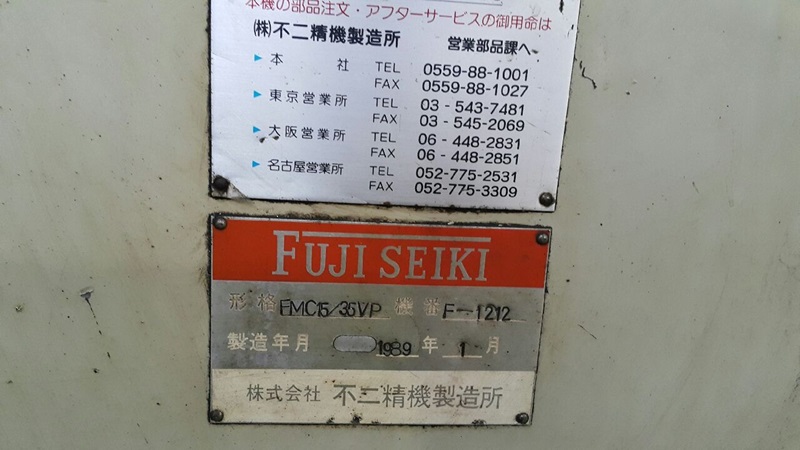 本機の部品注文・アフターサービスの御用命は
㈱不二精機製造所 営業部品課へ
▶本社 TEL 0559-88-1001
FAX 0559-88-1027
▶東京営業所 TEL 03-543-7481
FAX 03-545-2069
▶大阪営業所 TEL 06-448-2831
FAX 06-448-2851
▶名古屋営業所 TEL 052-775-2531
FAX 052-775-3309
FUJI SEIKI
形格 FMC15/35VP 機番 F-1212
製造年月 1989年1月
株式会社 不二精機製造所